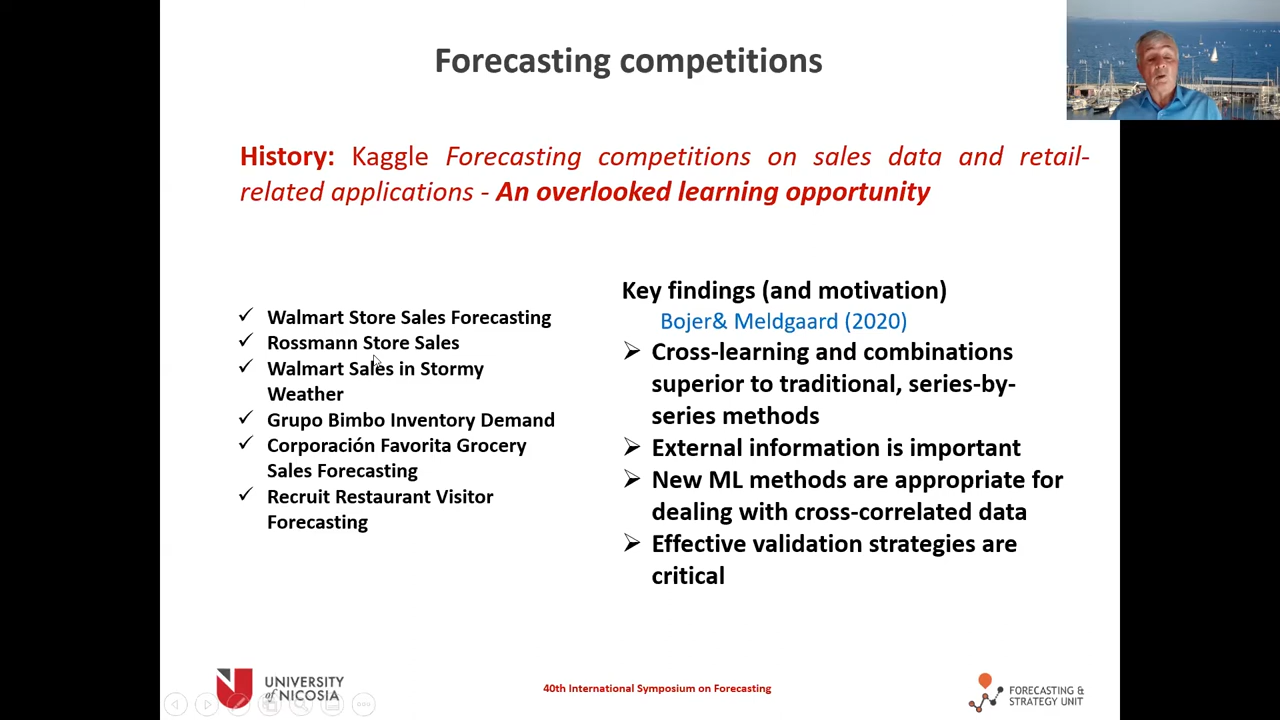 Forecasting competitions
History: Kaggle Forecasting competitions on sales data and retail-
related applications - An overlooked learning opportunity
Walmart Store Sales Forecasting
Rossmann Store Sales
Walmart Sales in Stormy
Weather
Grupo Bimbo Inventory Demand
Corporación Favorita Grocery
Sales Forecasting
Recruit Restaurant Visitor
Forecasting
Key findings (and motivation)
Bojer& Meldgaard (2020)
Cross-learning and combinations
superior to traditional, series-by-
series methods
External information is important
New ML methods are appropriate for
dealing with cross-correlated data
Effective validation strategies are
critical
UNIVERSITY
of NICOSIA
40th International Symposium on Forecasting
FORECASTING &
STRATEGY UNIT